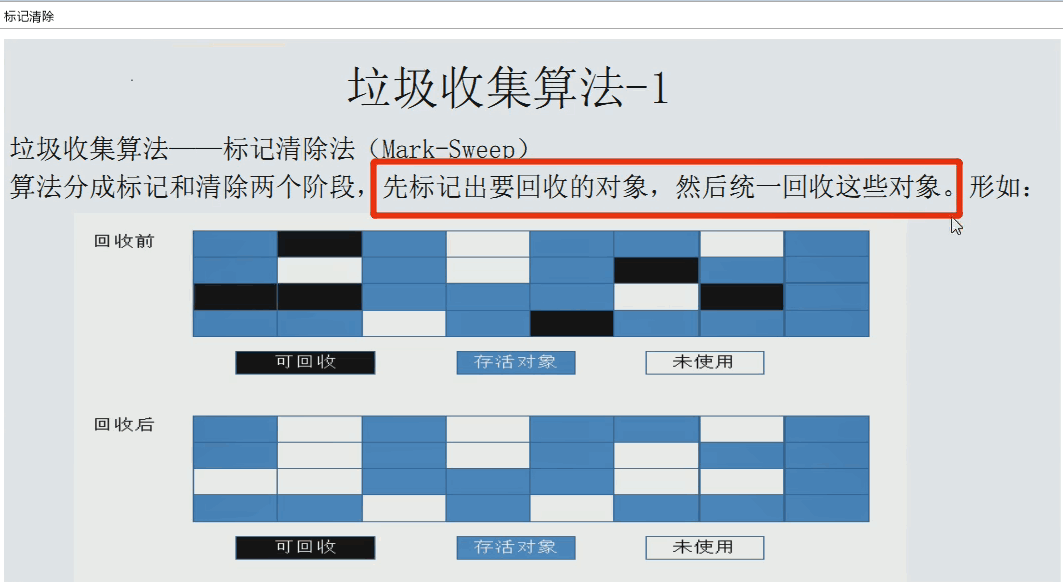 标记清除
垃圾收集算法-1
垃圾收集算法——标记清除法（Mark-Sweep）
算法分成标记和清除两个阶段，先标记出要回收的对象，然后统一回收这些对象。形如：
回收前
可回收 存活对象 未使用
回收后
可回收 存活对象 未使用